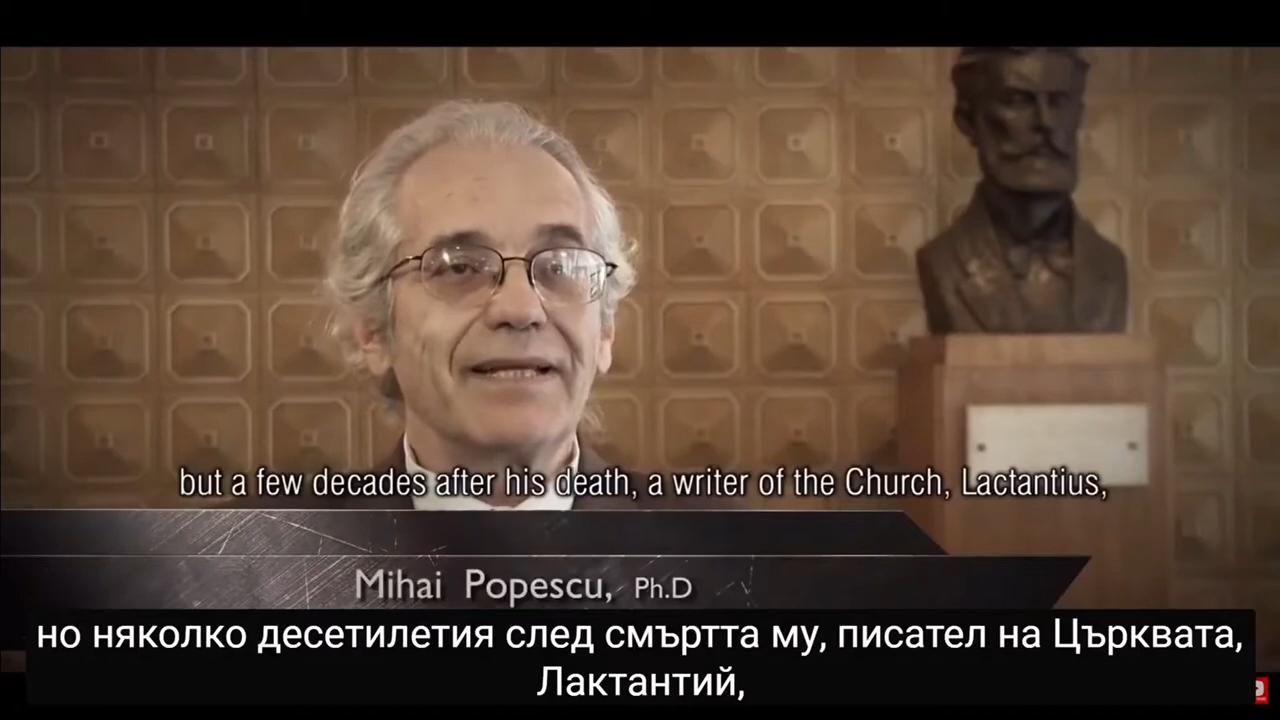 but a few decades after his death, a writer of the Church, Lactantius,
Mihai Popescu, Ph.D
но няколко десетилетия след смъртта му, писател на Църквата,
Лактантий,